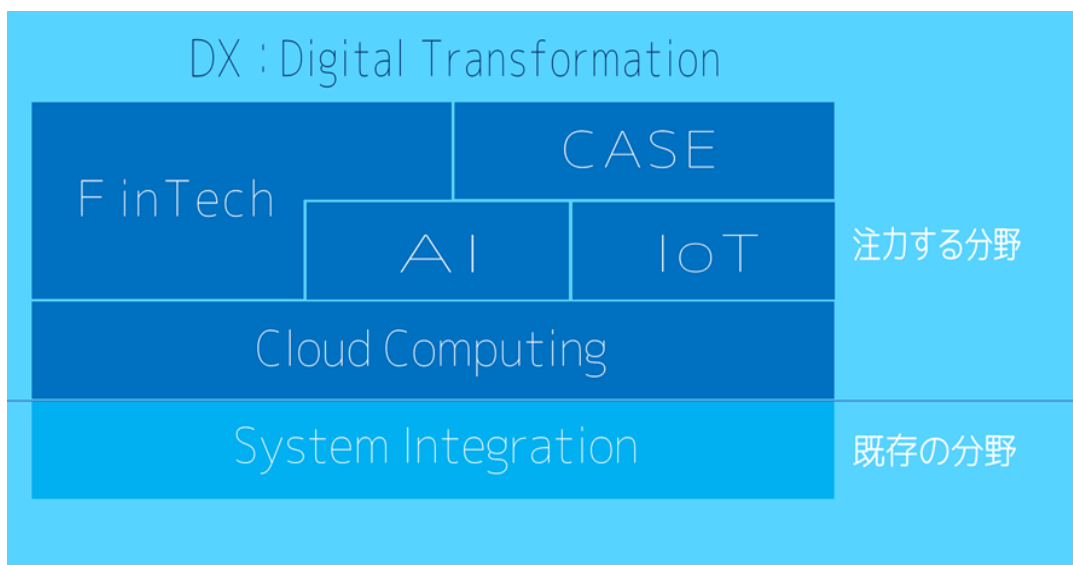 DX：Digital Transformation
CASE
FinTech
AI
IoT
注力する分野
Cloud Computing
System Integration
既存の分野